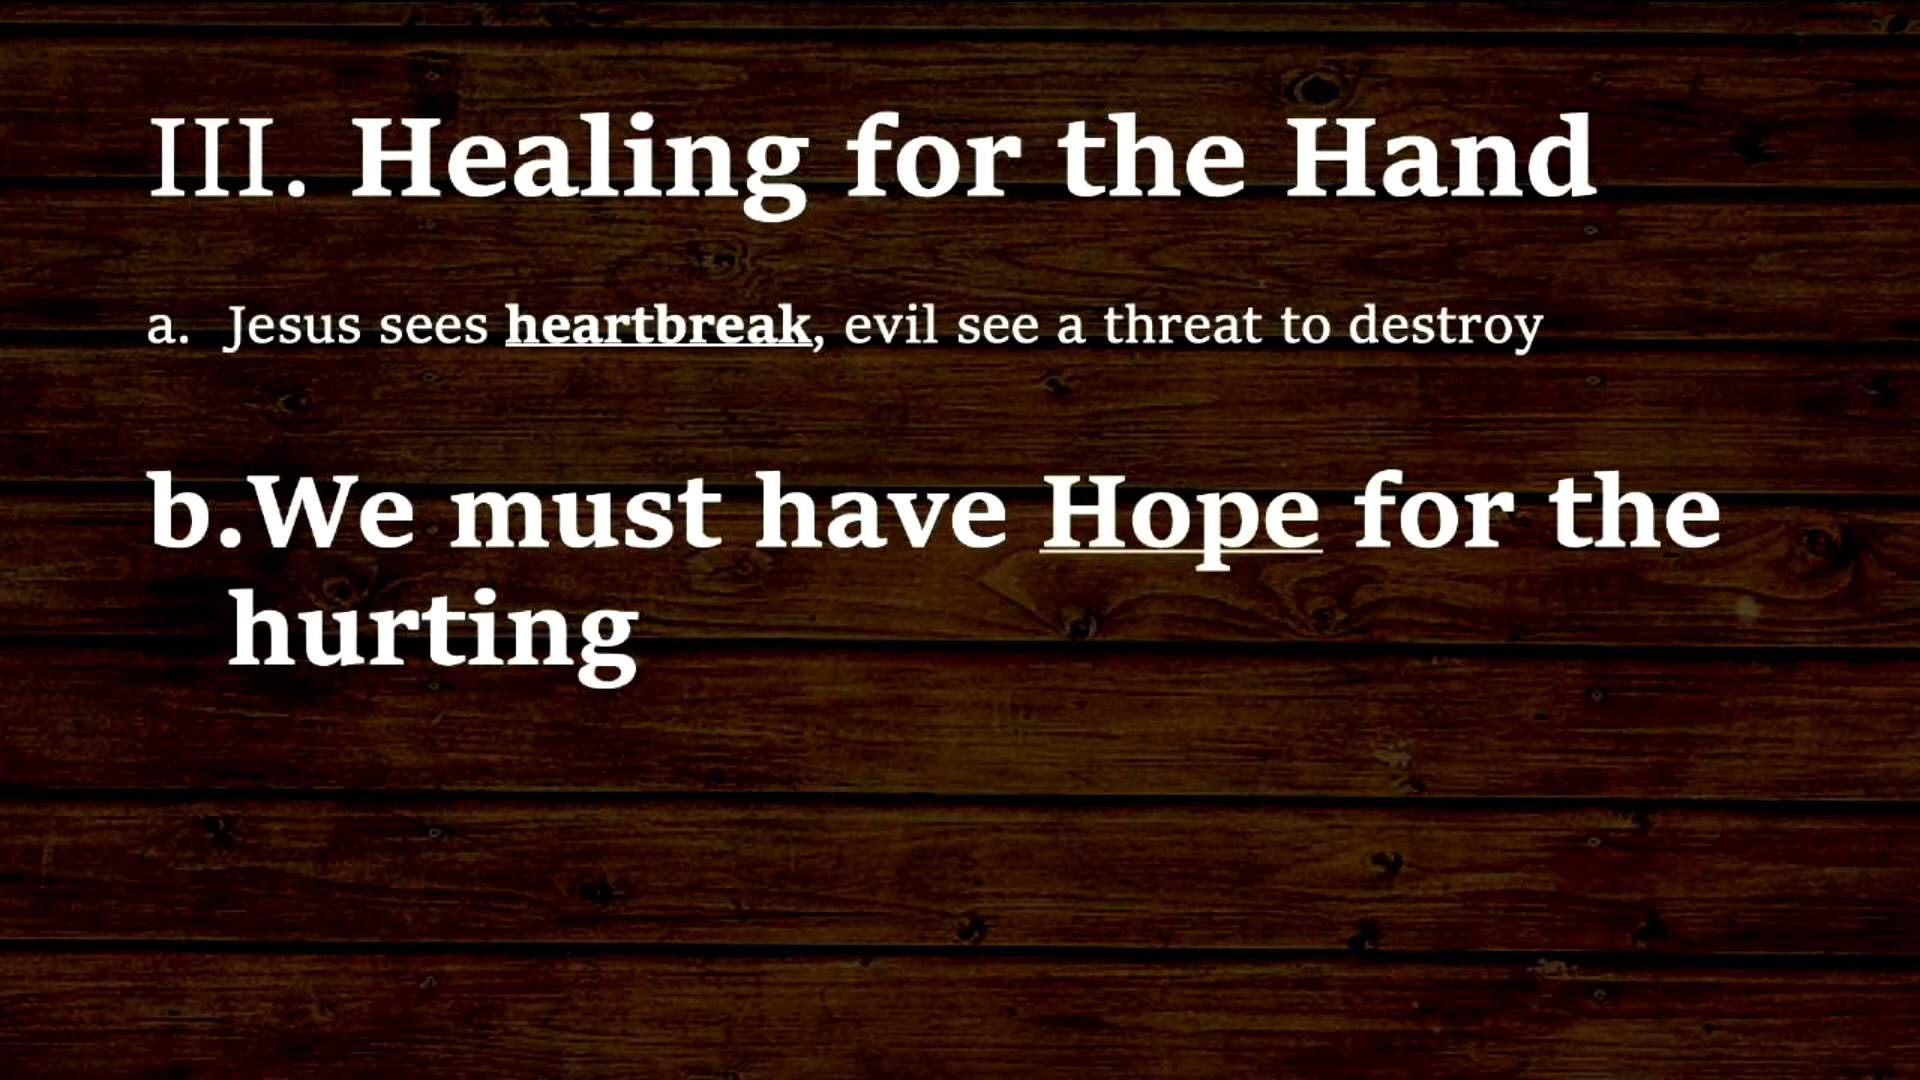 III. Healing for the Hand
a. Jesus sees heartbreak, evil see a threat to destroy
b.We must have Hope for the
hurting